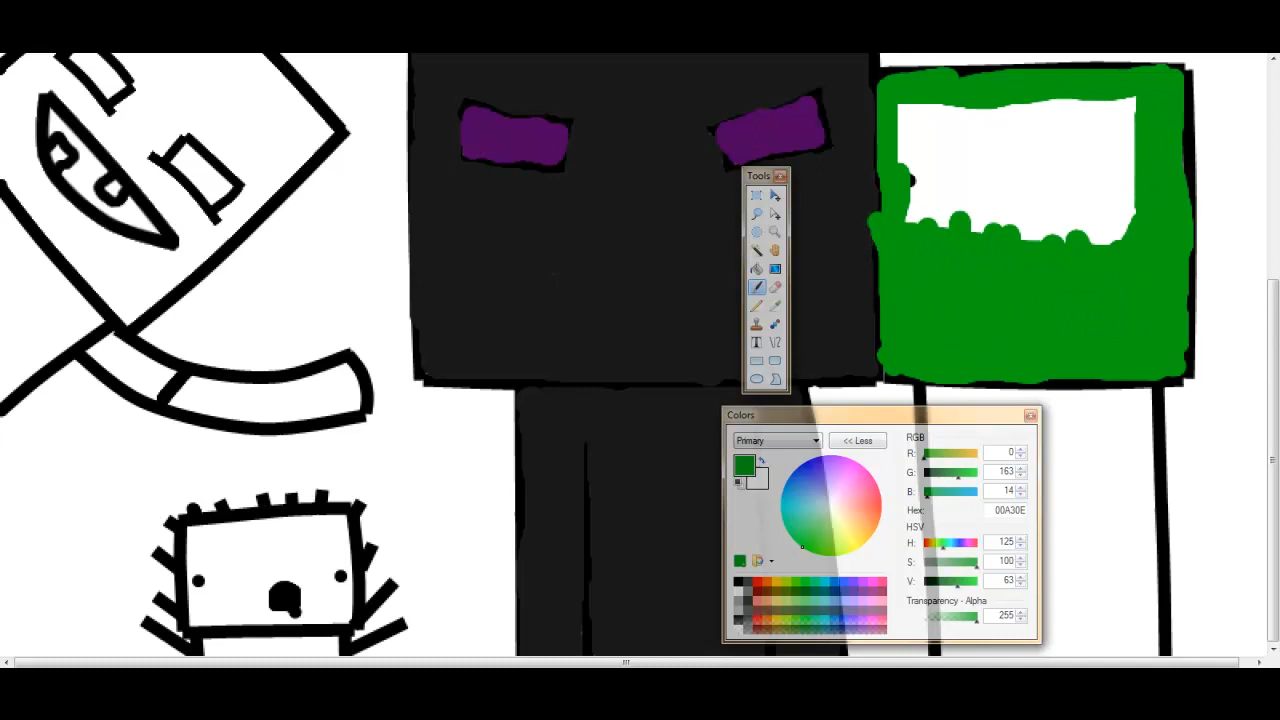 Tools
Colors
Primary
<< Less
RGB
R: 0
G: 163
B: 14
Hex: 00A30E
HSV
H: 125
S: 100
V: 63
Transparency - Alpha
255